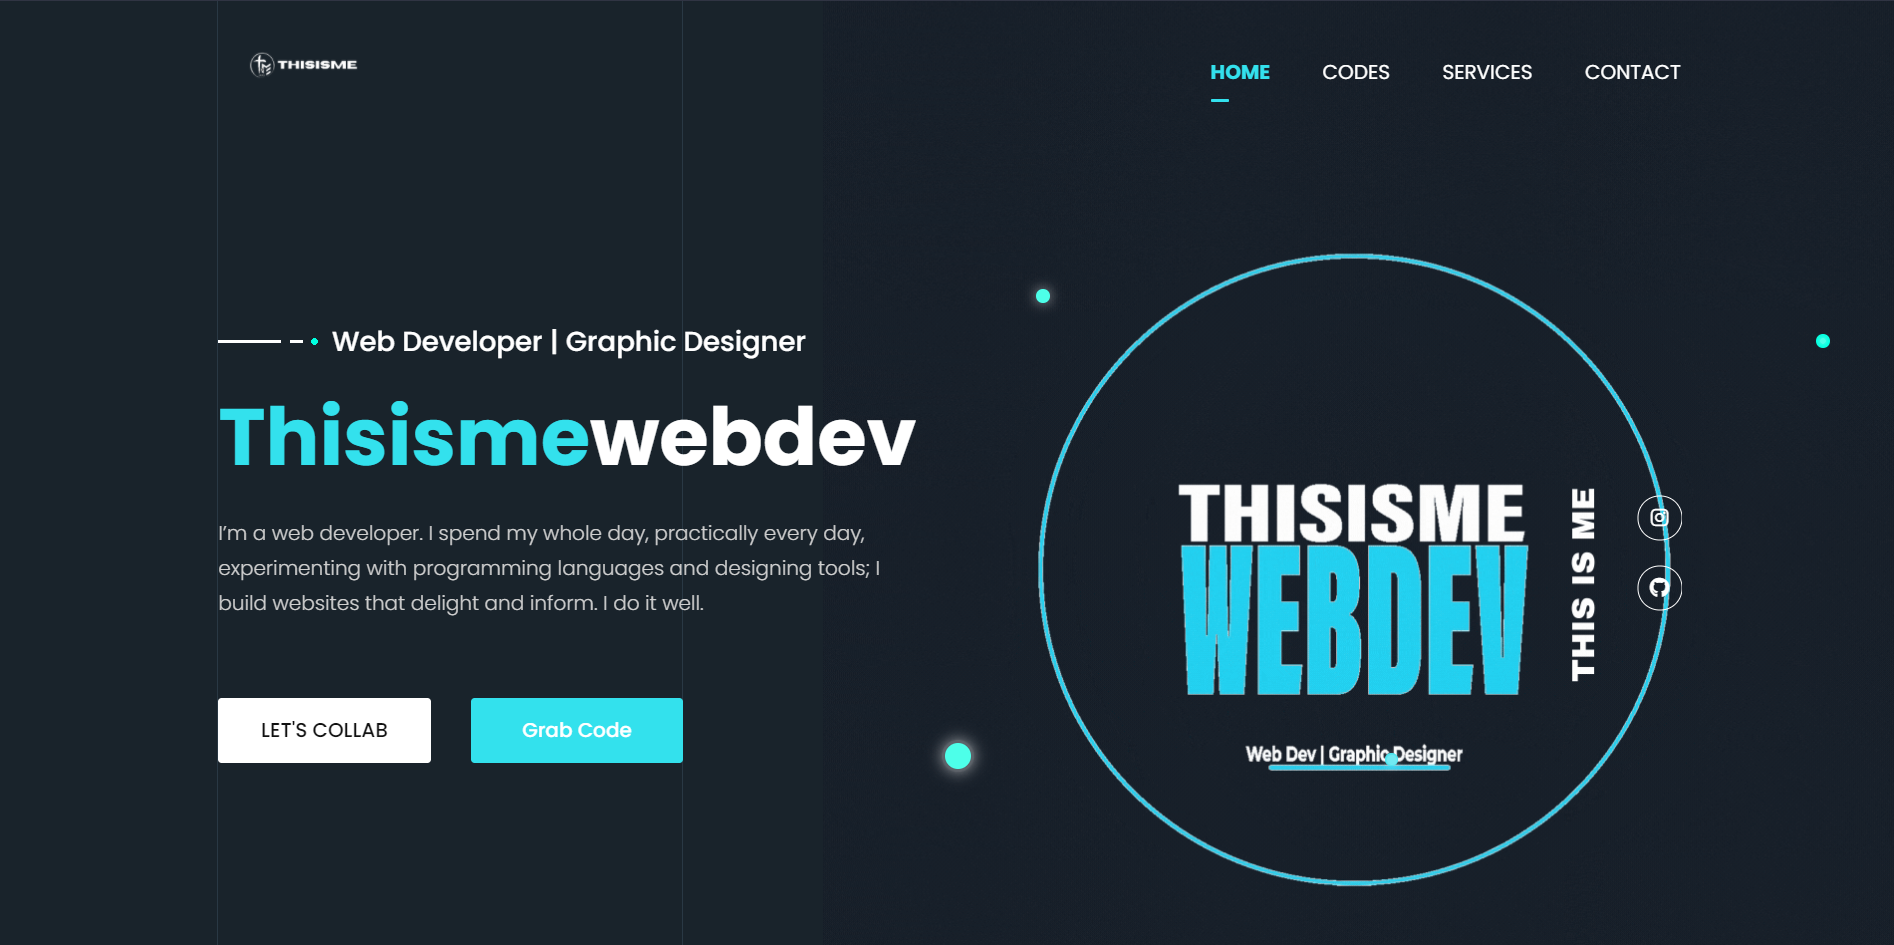 THISISME
HOME CODES SERVICES CONTACT
Web Developer | Graphic Designer
Thisismewebdev
I’m a web developer. I spend my whole day, practically every day,
experimenting with programming languages and designing tools; I
build websites that delight and inform. I do it well.
LET'S COLLAB
Grab Code
THISISME
WEBDEV
THIS IS ME
Web Dev | Graphic Designer